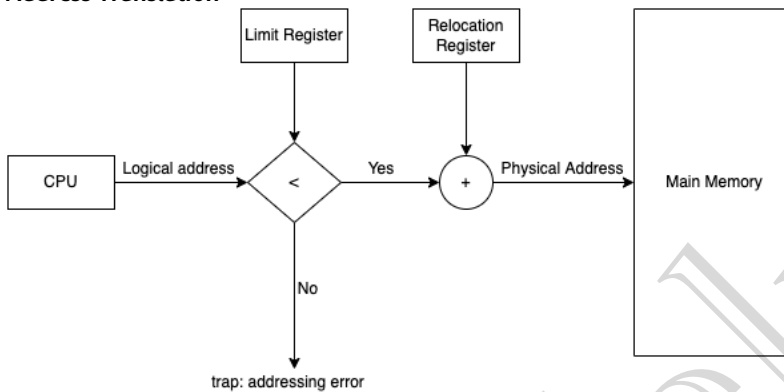 Address Translation
Limit Register
Relocation
Register
CPU
Logical address
<
Yes
+
Physical Address
Main Memory
No
trap: addressing error